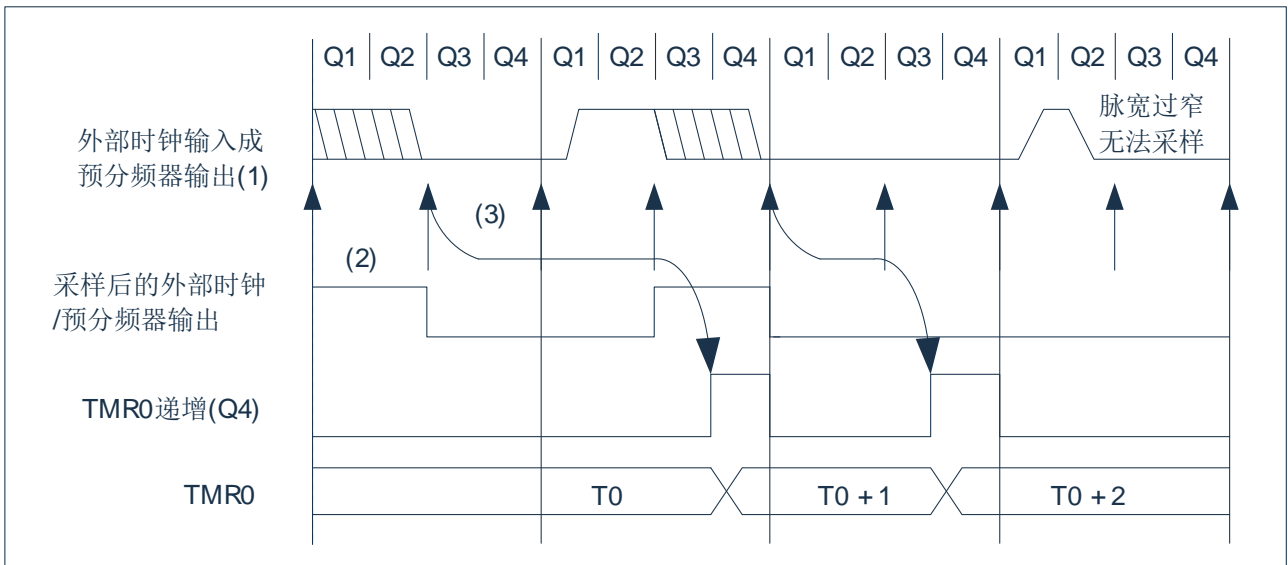 Q1 Q2 Q3 Q4 Q1 Q2 Q3 Q4 Q1 Q2 Q3 Q4 Q1 Q2 Q3 Q4
脉宽过窄
无法采样
外部时钟输入成
预分频器输出(1)
(3)
(2)
采样后的外部时钟
/预分频器输出
TMR0递增(Q4)
TMR0 T0 T0 + 1 T0 + 2